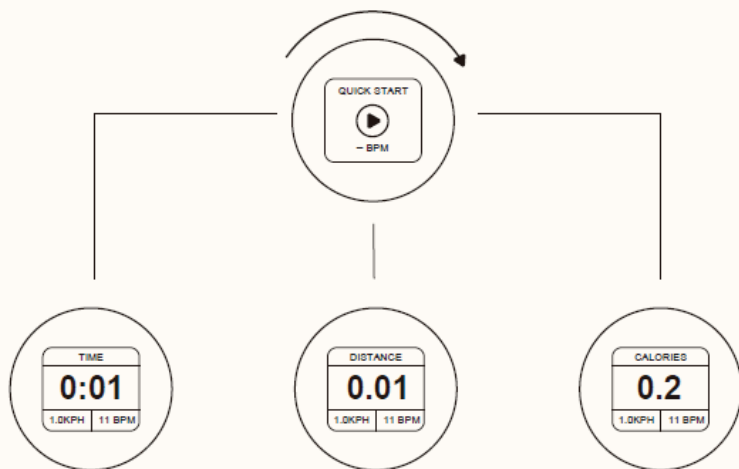 QUICK START
– BPM
TIME
0:01
1.0KPH 11 BPM
DISTANCE
0.01
1.0KPH 11 BPM
CALORIES
0.2
1.0KPH 11 BPM